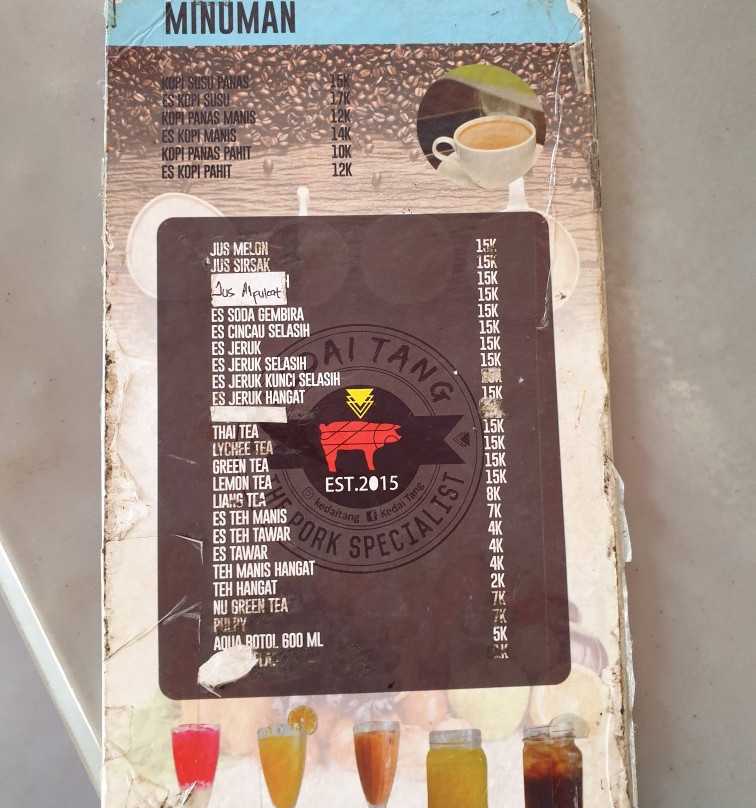 MINUMAN
KOPI SUSU PANAS 15K
ES KOPI SUSU 17K
KOPI PANAS MANIS 12K
ES KOPI MANIS 14K
KOPI PANAS PAHIT 10K
ES KOPI PAHIT 12K
JUS MELON 15K
JUS SIRSAK 15K
15K
Jus Alpukat 15K
ES SODA GEMBIRA 15K
ES CINCAU SELASIH 15K
ES JERUK 15K
ES JERUK SELASIH 15K
ES JERUK KUNCI SELASIH
ES JERUK HANGAT 15K
THAI TEA 15K
LYCHEE TEA 15K
GREEN TEA 15K
LEMON TEA 15K
LIANG TEA 8K
ES TEH MANIS 7K
ES TEH TAWAR 4K
ES TAWAR 4K
TEH MANIS HANGAT 4K
TEH HANGAT 2K
NU GREEN TEA 7K
PULPY 7K
AQUA BOTOL 600 ML 5K
KEDAI TANG
EST.2015
kedaitang Kedai Tang
THE PORK SPECIALIST